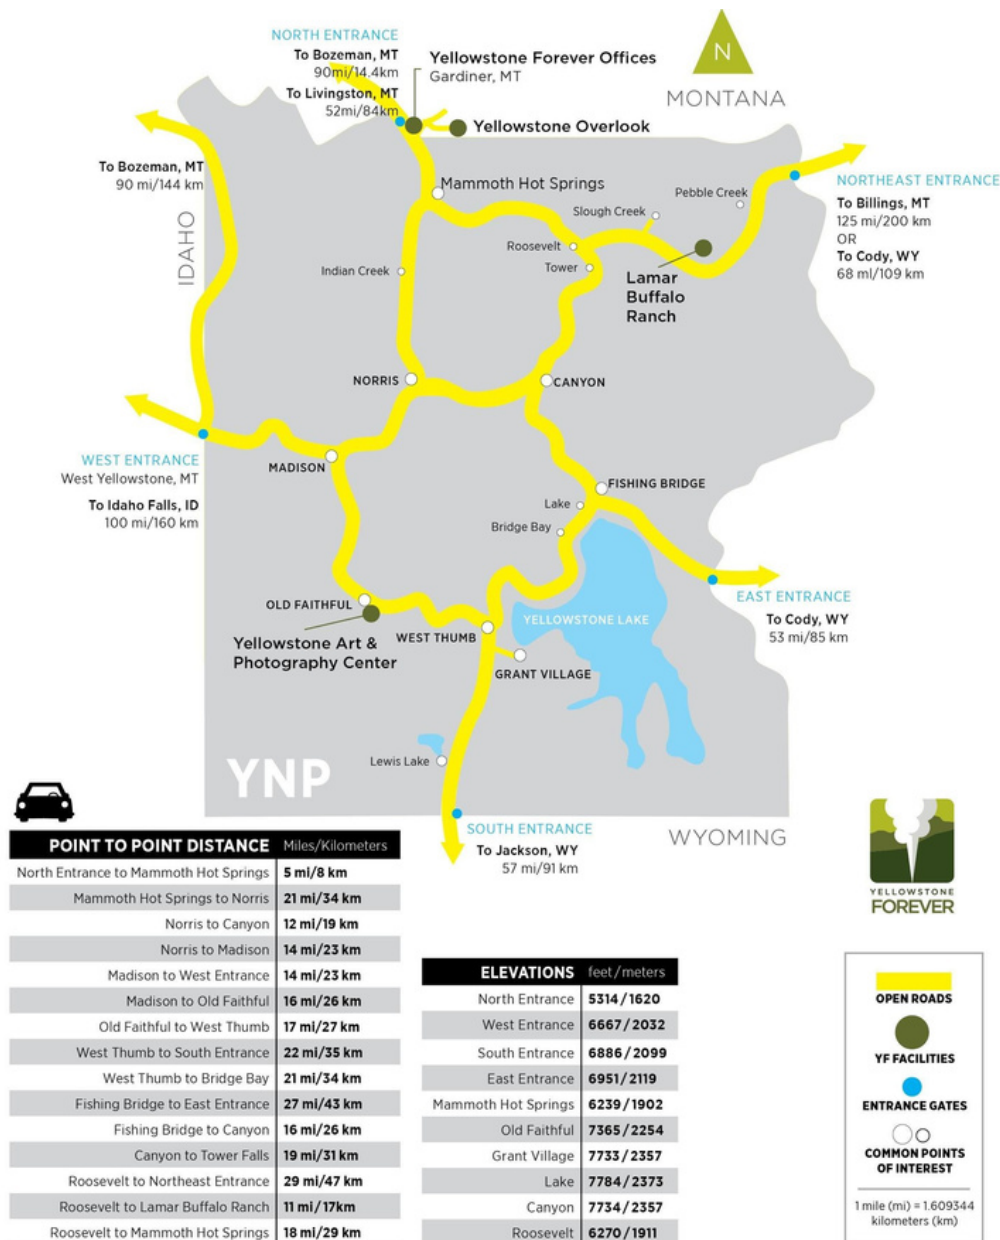 NORTH ENTRANCE
To Bozeman, MT
90mi/14.4km
To Livingston, MT
52mi/84km
Yellowstone Forever Offices
Gardiner, MT
Yellowstone Overlook
N
MONTANA
To Bozeman, MT
90 mi/144 km
IDAHO
Mammoth Hot Springs
Pebble Creek
Slough Creek
NORTHEAST ENTRANCE
To Billings, MT
125 mi/200 km
OR
To Cody, WY
68 ml/109 km
Roosevelt
Tower
Indian Creek
Lamar
Buffalo
Ranch
NORRIS
CANYON
WEST ENTRANCE
West Yellowstone, MT
To Idaho Falls, ID
100 mi/160 km
MADISON
FISHING BRIDGE
Lake
Bridge Bay
EAST ENTRANCE
To Cody, WY
53 mi/85 km
OLD FAITHFUL
Yellowstone Art &
Photography Center
WEST THUMB
YELLOWSTONE LAKE
GRANT VILLAGE
Lewis Lake
YNP
SOUTH ENTRANCE
To Jackson, WY
57 mi/91 km
WYOMING
POINT TO POINT DISTANCE Miles/Kilometers
North Entrance to Mammoth Hot Springs 5 mi/8 km
Mammoth Hot Springs to Norris 21 mi/34 km
Norris to Canyon 12 mi/19 km
Norris to Madison 14 mi/23 km
Madison to West Entrance 14 mi/23 km
Madison to Old Faithful 16 mi/26 km
Old Faithful to West Thumb 17 mi/27 km
West Thumb to South Entrance 22 mi/35 km
West Thumb to Bridge Bay 21 mi/34 km
Fishing Bridge to East Entrance 27 mi/43 km
Fishing Bridge to Canyon 16 mi/26 km
Canyon to Tower Falls 19 mi/31 km
Roosevelt to Northeast Entrance 29 mi/47 km
Roosevelt to Lamar Buffalo Ranch 11 mi/17km
Roosevelt to Mammoth Hot Springs 18 mi/29 km
ELEVATIONS feet/meters
North Entrance 5314/1620
West Entrance 6667/2032
South Entrance 6886/2099
East Entrance 6951/2119
Mammoth Hot Springs 6239/1902
Old Faithful 7365/2254
Grant Village 7733/2357
Lake 7784/2373
Canyon 7734/2357
Roosevelt 6270/1911
YELLOWSTONE
FOREVER
OPEN ROADS
YF FACILITIES
ENTRANCE GATES
COMMON POINTS
OF INTEREST
1 mile (mi) = 1.609344
kilometers (km)